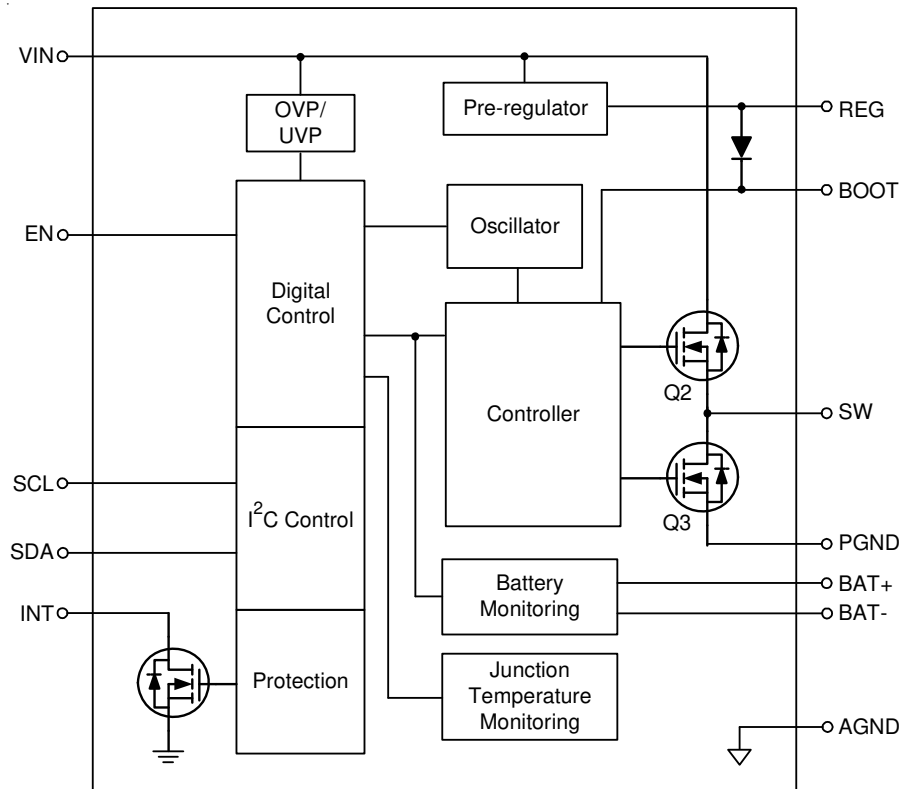 VIN
OVP/
UVP
Pre-regulator
REG
BOOT
EN
Oscillator
Digital
Control
Q2
Controller
SW
SCL
I²C Control
Q3
SDA
PGND
Battery
Monitoring
BAT+
BAT-
INT
Protection
Junction
Temperature
Monitoring
AGND